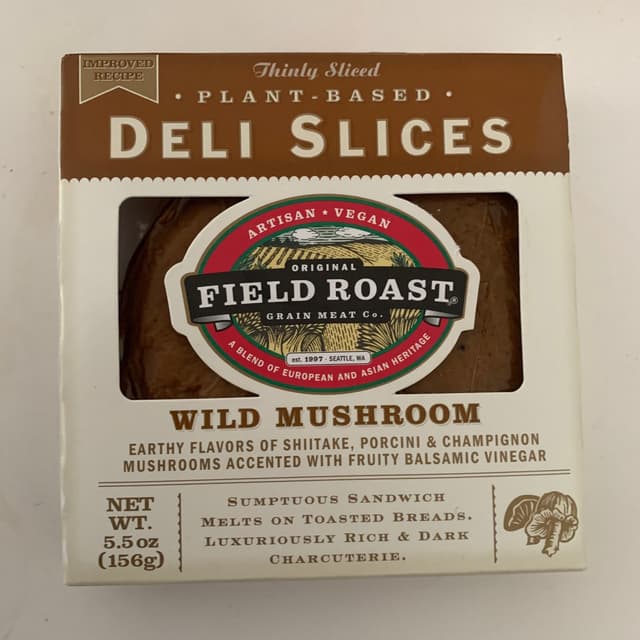 IMPROVED
RECIPE
Thinly Sliced
• PLANT-BASED •
DELI SLICES
ARTISAN ★ VEGAN
ORIGINAL
FIELD ROAST®
GRAIN MEAT Co.
est. 1997 · SEATTLE, WA
A BLEND OF EUROPEAN AND ASIAN HERITAGE
WILD MUSHROOM
EARTHY FLAVORS OF SHIITAKE, PORCINI & CHAMPIGNON
MUSHROOMS ACCENTED WITH FRUITY BALSAMIC VINEGAR
NET
WT.
5.5 oz
(156g)
SUMPTUOUS SANDWICH
MELTS ON TOASTED BREADS.
LUXURIOUSLY RICH & DARK
CHARCUTERIE.